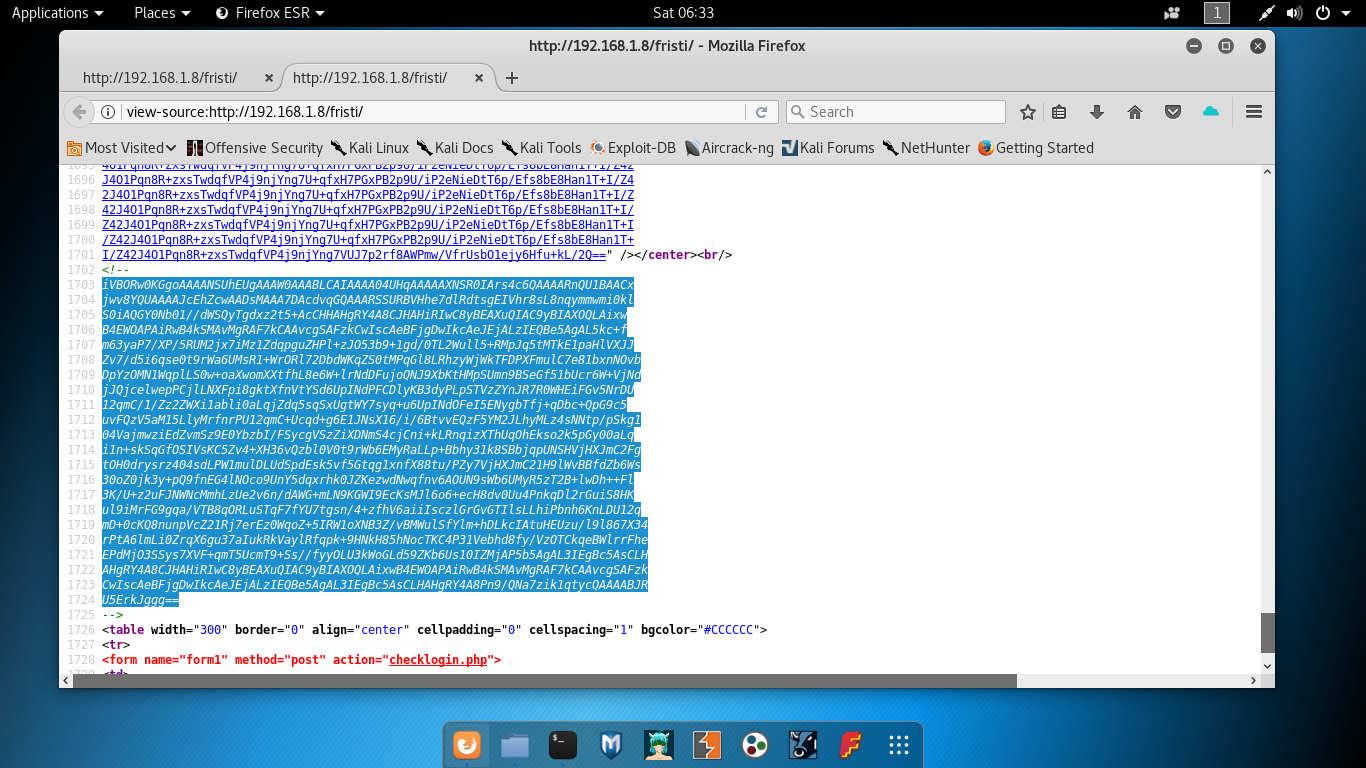 Applications
Places
Firefox ESR
Sat 06:33
1
http://192.168.1.8/fristi/ - Mozilla Firefox
http://192.168.1.8/fristi/
http://192.168.1.8/fristi/
view-source:http://192.168.1.8/fristi/
Search
Most Visited
Offensive Security
Kali Linux
Kali Docs
Kali Tools
Exploit-DB
Aircrack-ng
Kali Forums
NetHunter
Getting Started
1696 J4O1Pqn8R+zxsTwdqfVP4j9njYng7U+qfxH7PGxPB2p9U/iP2eNieDtT6p/Efs8bE8Han1T+I/Z4
1697 2J4O1Pqn8R+zxsTwdqfVP4j9njYng7U+qfxH7PGxPB2p9U/iP2eNieDtT6p/Efs8bE8Han1T+I/Z
1698 42J4O1Pqn8R+zxsTwdqfVP4j9njYng7U+qfxH7PGxPB2p9U/iP2eNieDtT6p/Efs8bE8Han1T+I/
1699 Z42J4O1Pqn8R+zxsTwdqfVP4j9njYng7U+qfxH7PGxPB2p9U/iP2eNieDtT6p/Efs8bE8Han1T+I
1700 /Z42J4O1Pqn8R+zxsTwdqfVP4j9njYng7U+qfxH7PGxPB2p9U/iP2eNieDtT6p/Efs8bE8Han1T+
1701 I/Z42J4O1Pqn8R+zxsTwdqfVP4j9njYng7VUJ7p2rf8AWPmw/VfrUsbO1ejy6Hfu+kL/2Q==" /></center><br/>
1702 <!--
1703 iVBORw0KGgoAAAANSUhEUgAAAW0AAABLCAIAAAA04UHqAAAAAXNSR0IArs4c6QAAAARnQU1BAACx
1704 jwv8YQUAAAAJcEhZcwAADsMAAA7DAcdvqGQAAARSSURBVHhe7dlRdtsgEIVhr8sL8nqymmwmi0kl
1705 S0iAQGY0Nb01//dWSQyTgdxz2t5+AcCHHAHgRY4A8CJHAHiRIwC8yBEAXuQIAC9yBIAXOQLAixw
1706 B4EWOAPAiRwB4kSMAvMgRAF7kCAAvcgSAFzkCwIscAeBFjgDwIkcAeJEjALzIEQBe5AgAL5kc+f
1707 m63yaP7/XP/5RUM2jx7iMz1ZdqpguZHPl+zJO53b9+1gd/0TL2Wull5+RMpJq5tMTkE1paHlVXJJ
1708 Zv7/d5i6qse0t9rWa6UMsR1+WrORl72DbdWKqZS0tMPqGl8LRhzyWjWkTFDPXFmulC7e81bxnNOvb
1709 DpYzOMN1WqplLS0w+oaXwomXXtfhL8e6W+lrNdDFujoQNJ9XbKtHMpSUmn9BSeGf51bUcr6W+VjNd
1710 jJQjcelwepPCjlLNXFpi8gktXfnVtYSd6UpINdPFCDlyKB3dyPLpSTVzZYnJR7R0WHEiFGv5NrDU
1711 12qmC/1/Zz2ZWXi1abli0aLqjZdq5sqSxUgtWY7syq+u6UpINdOFeI5ENygbTfj+qDbc+QpG9c5
1712 uvFQzV5aM15LlyMrfnrPU12qmC+Ucqd+g6E1JNsX16/i/6BtvvEQzF5YM2JLhyMLz4sNNtp/pSkg1
1713 04VajmwziEdZvmSz9E0YbzbI/FSycgVSzZiXDNmS4cjCni+kLRnqizXThUqOhEkso2k5pGy00aLq
1714 i1n+skSqGfOSIVsKC5Zv4+XH36vQzbl0V0t9rWb6EMyRaLLp+Bbhy31k8SBbjqpUNSHVjHXJmC2Fg
1715 tOH0drysrz404sdLPW1mulDLUdSpdEsk5vf5Gtqg1xnfX88tu/PZy7VjHXJmC21H9lWvBBfdZb6Ws
1716 30oZ0jk3y+pQ9fnEG4lNOco9UnY5dqxrhk0JZKezwdNwqfnv6AOUN9sWb6UMyR5zT2B+lwDh++Fl
1717 3K/U+z2uFJNWNcMmhLzUe2v6n/dAWG+mLN9KGWI9EcKsMJl6o6+ecH8dv0Uu4PnkqDl2rGuiS8HK
1718 ul9iMrFG9gqa/VTB8qORLuSTqF7fYU7tgsn/4+zfhV6aiiIsczlGrGvGTIlsLLhiPbnh6KnLDU12q
1719 mD+0cKQ8nunpVcZ21Rj7erEz0WqoZ+5IRW1oXNB3Z/vBMWulSfYlm+hDLkcIAtuHEUzu/l9l867X34
1720 rPtA6lmLi0ZrqX6gu37aIukRkVaylRfqpk+9HNkH85hNocTKC4P31Vebhd8fy/VzOTCkqeBWlrrFhe
1721 EPdMjO3SSys7XVF+qmT5UcmT9+Ss//fyyOLU3kWoGLd59ZKb6Us10IZMjAP5b5AgAL3IEgBc5AsCLH
1722 AHgRY4A8CJHAHiRIwC8yBEAXuQIAC9yBIAXOQLAixwB4EWOAPAiRwB4kSMAvMgRAF7kCAAvcgSAFzk
1723 CwIscAeBFjgDwIkcAeJEjALzIEQBe5AgAL3IEgBc5AsCLHAHgRY4A8Pn9/QNa7zik1qtycQAAAABJR
1724 U5ErkJggg==
1725 -->
1726 <table width="300" border="0" align="center" cellpadding="0" cellspacing="1" bgcolor="#CCCCCC">
1727 <tr>
1728 <form name="form1" method="post" action="checklogin.php">